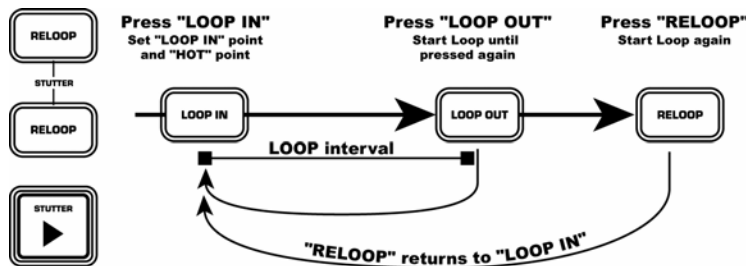 RELOOP
STUTTER
RELOOP
STUTTER
Press "LOOP IN"
Set "LOOP IN" point
and "HOT" point
Press "LOOP OUT"
Start Loop until
pressed again
Press "RELOOP"
Start Loop again
LOOP IN
LOOP OUT
RELOOP
LOOP interval
"RELOOP" returns to "LOOP IN"